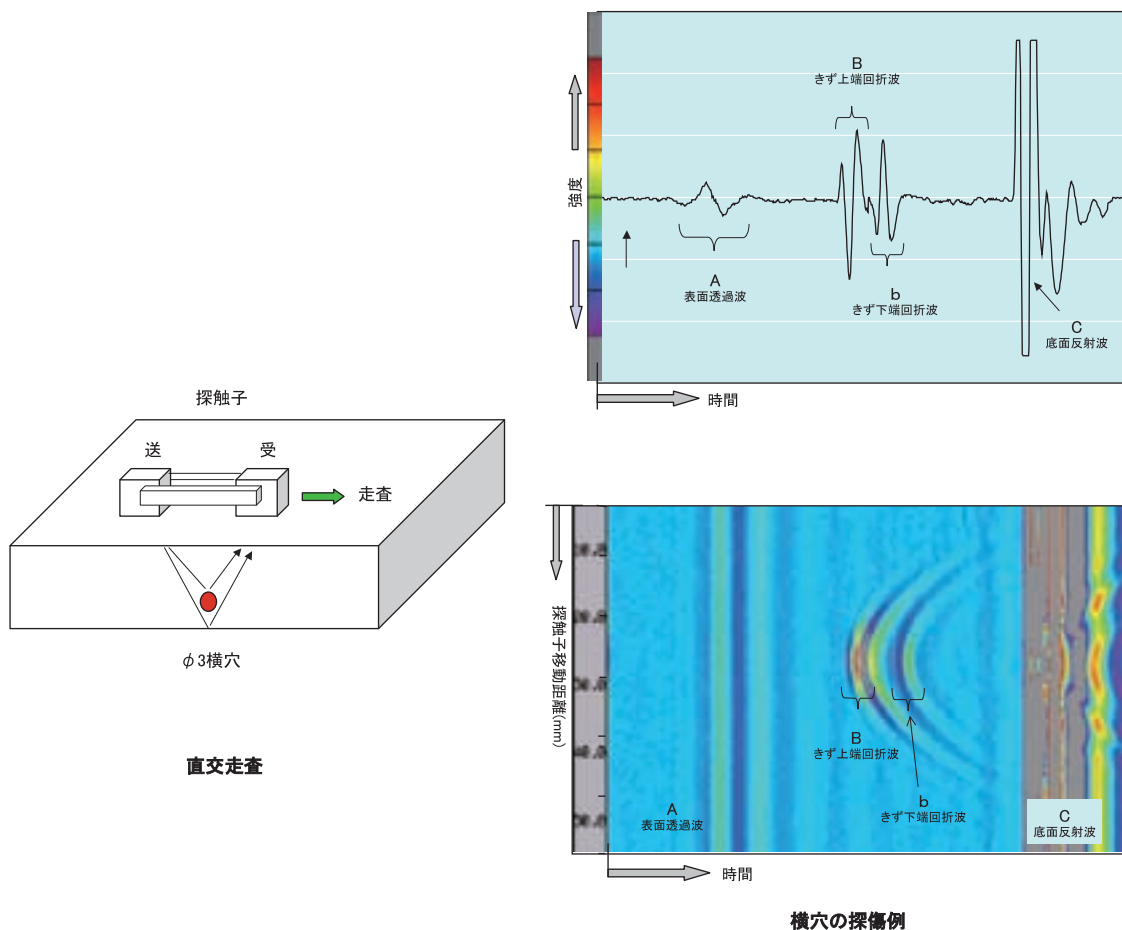 B
きず上端回折波
強度
A
表面透過波
b
きず下端回折波
C
底面反射波
時間
探触子
送
受
走査
φ3横穴
直交走査
探触子移動距離(mm)
B
きず上端回折波
b
きず下端回折波
A
表面透過波
C
底面反射波
時間
横穴の探傷例